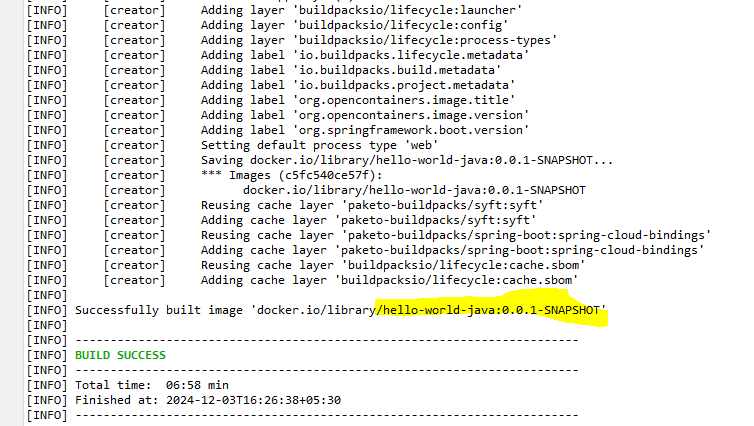 [INFO]     [creator]     Adding layer 'buildpacksio/lifecycle:launcher'
[INFO]     [creator]     Adding layer 'buildpacksio/lifecycle:config'
[INFO]     [creator]     Adding layer 'buildpacksio/lifecycle:process-types'
[INFO]     [creator]     Adding label 'io.buildpacks.lifecycle.metadata'
[INFO]     [creator]     Adding label 'io.buildpacks.build.metadata'
[INFO]     [creator]     Adding label 'io.buildpacks.project.metadata'
[INFO]     [creator]     Adding label 'org.opencontainers.image.title'
[INFO]     [creator]     Adding label 'org.opencontainers.image.version'
[INFO]     [creator]     Adding label 'org.springframework.boot.version'
[INFO]     [creator]     Setting default process type 'web'
[INFO]     [creator]     Saving docker.io/library/hello-world-java:0.0.1-SNAPSHOT...
[INFO]     [creator]     *** Images (c5fc540ce57f):
[INFO]     [creator]           docker.io/library/hello-world-java:0.0.1-SNAPSHOT
[INFO]     [creator]     Reusing cache layer 'paketo-buildpacks/syft:syft'
[INFO]     [creator]     Adding cache layer 'paketo-buildpacks/syft:syft'
[INFO]     [creator]     Reusing cache layer 'paketo-buildpacks/spring-boot:spring-cloud-bindings'
[INFO]     [creator]     Adding cache layer 'paketo-buildpacks/spring-boot:spring-cloud-bindings'
[INFO]     [creator]     Reusing cache layer 'buildpacksio/lifecycle:cache.sbom'
[INFO]     [creator]     Adding cache layer 'buildpacksio/lifecycle:cache.sbom'
[INFO]
[INFO] Successfully built image 'docker.io/library/hello-world-java:0.0.1-SNAPSHOT'
[INFO]
[INFO] ------------------------------------------------------------------------
[INFO] BUILD SUCCESS
[INFO] ------------------------------------------------------------------------
[INFO] Total time:  06:58 min
[INFO] Finished at: 2024-12-03T16:26:38+05:30
[INFO] ------------------------------------------------------------------------